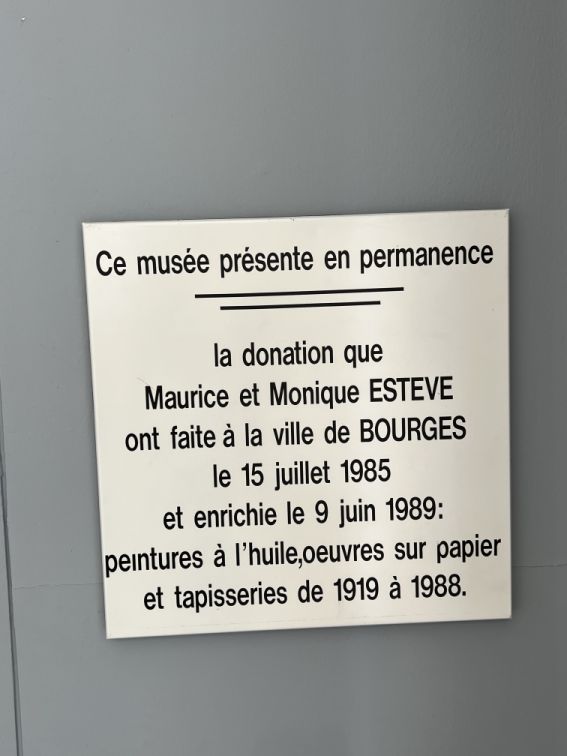 Ce musée présente en permanence
la donation que
Maurice et Monique ESTEVE
ont faite à la ville de BOURGES
le 15 juillet 1985
et enrichie le 9 juin 1989:
peintures à l'huile,oeuvres sur papier
et tapisseries de 1919 à 1988.